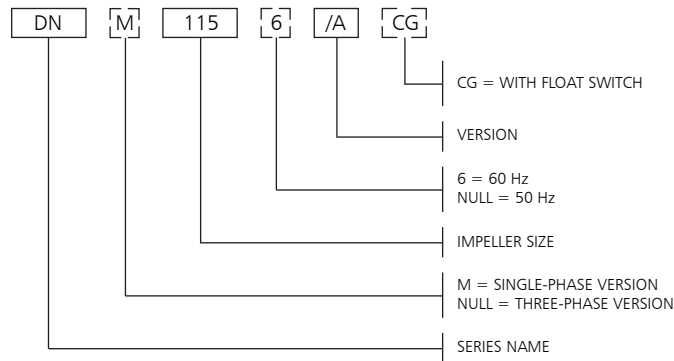 DN M 115 6 /A CG
CG = WITH FLOAT SWITCH
VERSION
6 = 60 Hz
NULL = 50 Hz
IMPELLER SIZE
M = SINGLE-PHASE VERSION
NULL = THREE-PHASE VERSION
SERIES NAME